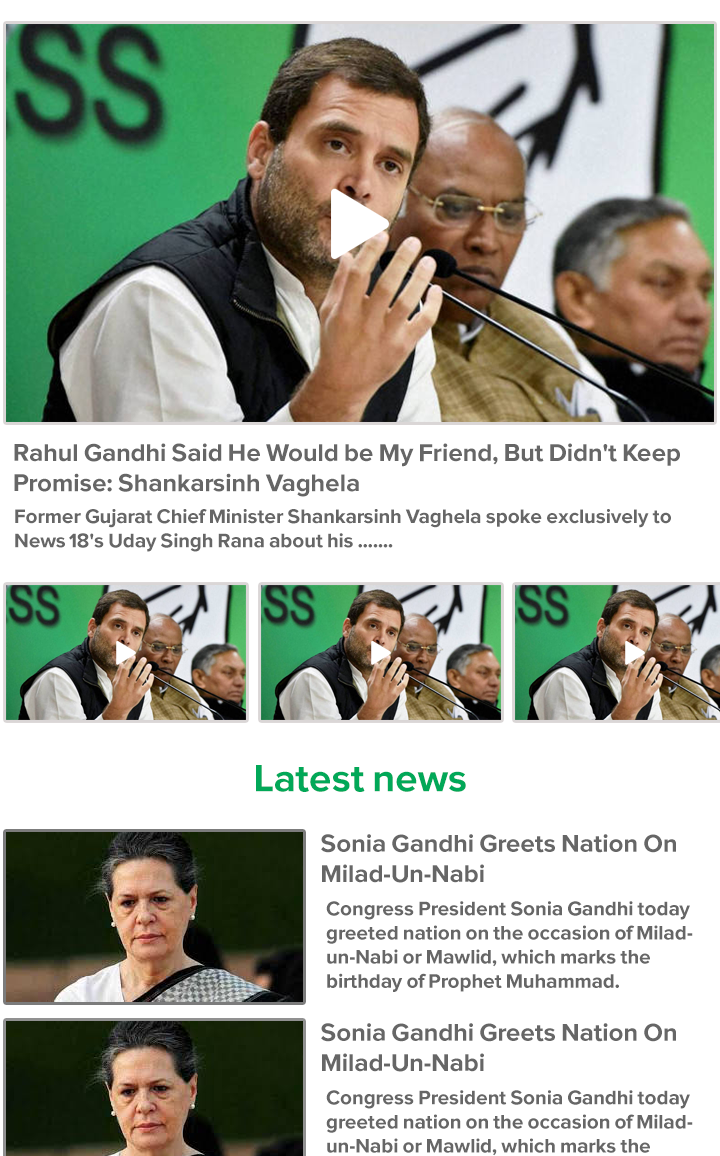 SS
Rahul Gandhi Said He Would be My Friend, But Didn't Keep
Promise: Shankarsinh Vaghela
Former Gujarat Chief Minister Shankarsinh Vaghela spoke exclusively to
News 18's Uday Singh Rana about his .......
SS
SS
SS
Latest news
Sonia Gandhi Greets Nation On
Milad-Un-Nabi
Congress President Sonia Gandhi today
greeted nation on the occasion of Milad-
un-Nabi or Mawlid, which marks the
birthday of Prophet Muhammad.
Sonia Gandhi Greets Nation On
Milad-Un-Nabi
Congress President Sonia Gandhi today
greeted nation on the occasion of Milad-
un-Nabi or Mawlid, which marks the